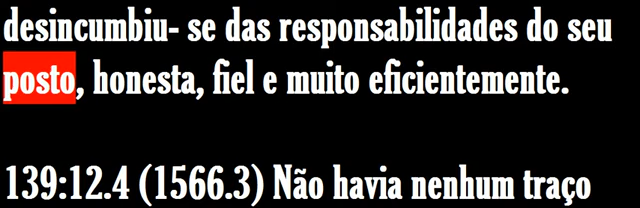 desincumbiu- se das responsabilidades do seu
posto, honesta, fiel e muito eficientemente.
139:12.4 (1566.3) Não havia nenhum traço